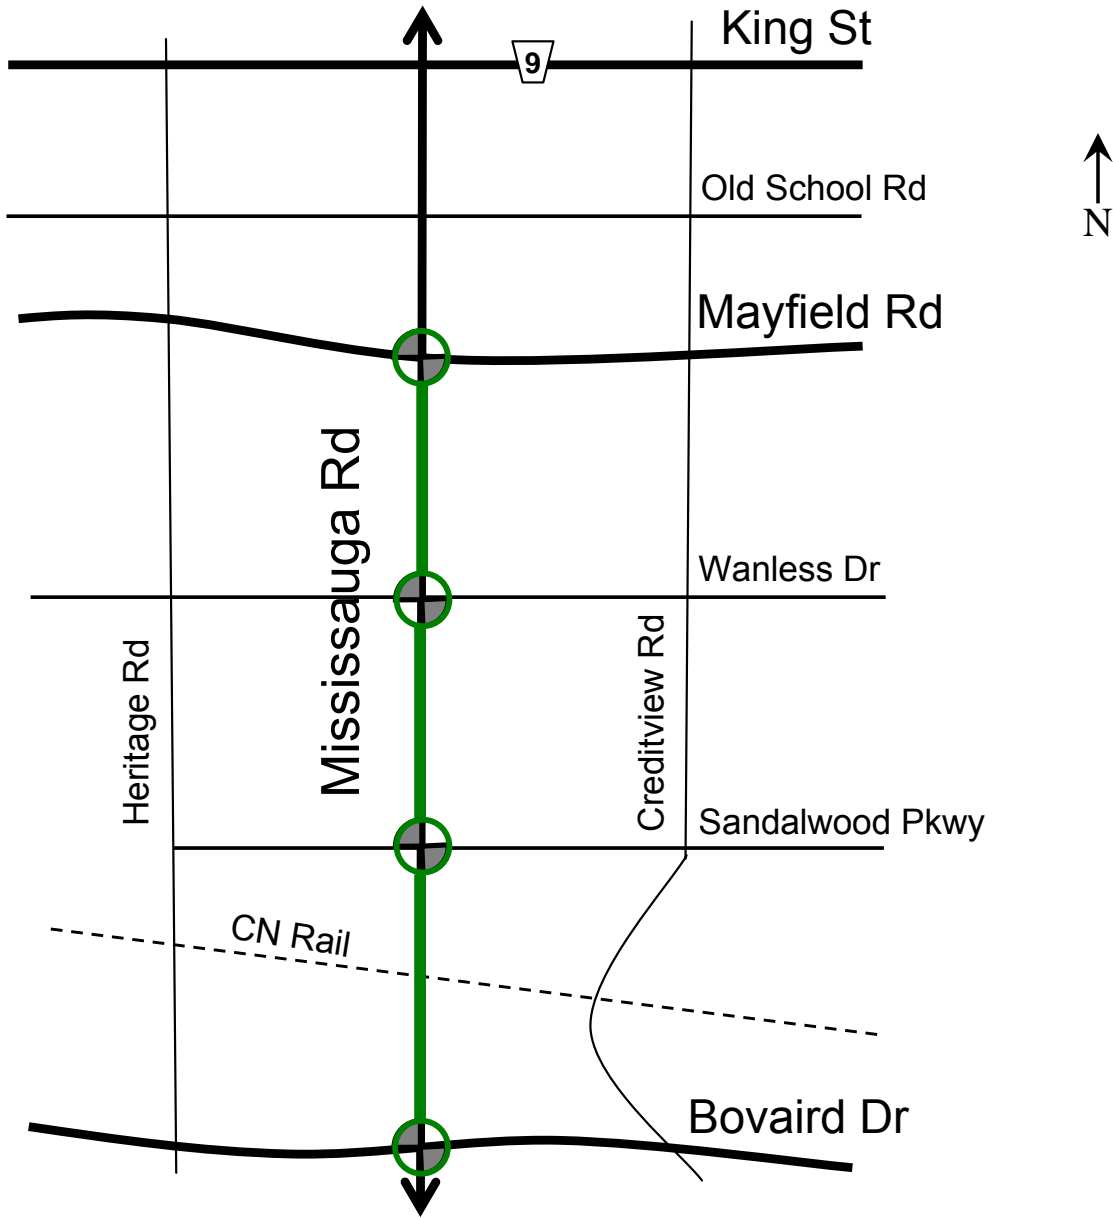 King St
9
Old School Rd
N
Mayfield Rd
Mississauga Rd
Wanless Dr
Heritage Rd
Creditview Rd
Sandalwood Pkwy
CN Rail
Bovaird Dr